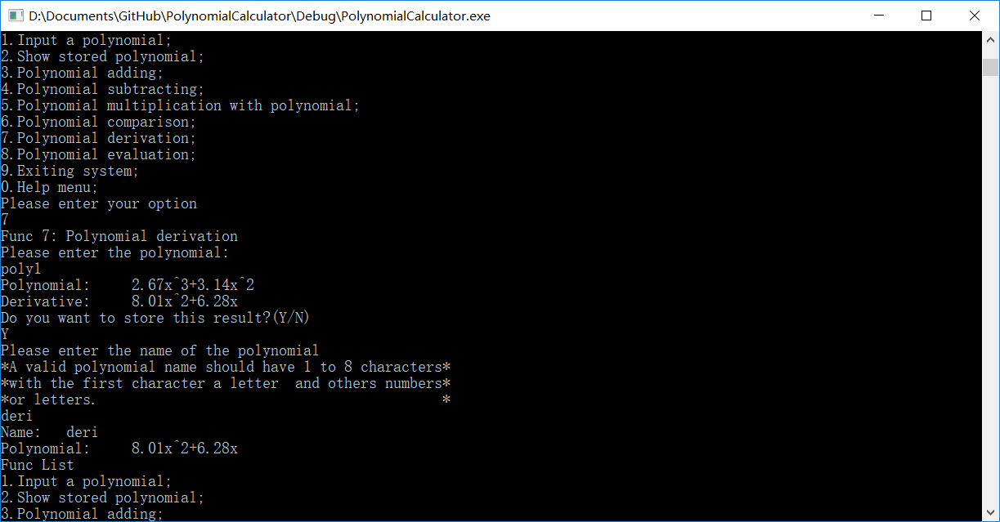 D:\Documents\GitHub\PolynomialCalculator\Debug\PolynomialCalculator.exe
1.Input a polynomial;
2.Show stored polynomial;
3.Polynomial adding;
4.Polynomial subtracting;
5.Polynomial multiplication with polynomial;
6.Polynomial comparison;
7.Polynomial derivation;
8.Polynomial evaluation;
9.Exiting system;
0.Help menu;
Please enter your option
7
Func 7: Polynomial derivation
Please enter the polynomial:
poly1
Polynomial:     2.67x^3+3.14x^2
Derivative:     8.01x^2+6.28x
Do you want to store this result?(Y/N)
Y
Please enter the name of the polynomial
*A valid polynomial name should have 1 to 8 characters*
*with the first character a letter  and others numbers*
*or letters.                                          *
deri
Name:   deri
Polynomial:     8.01x^2+6.28x
Func List
1.Input a polynomial;
2.Show stored polynomial;
3.Polynomial adding;